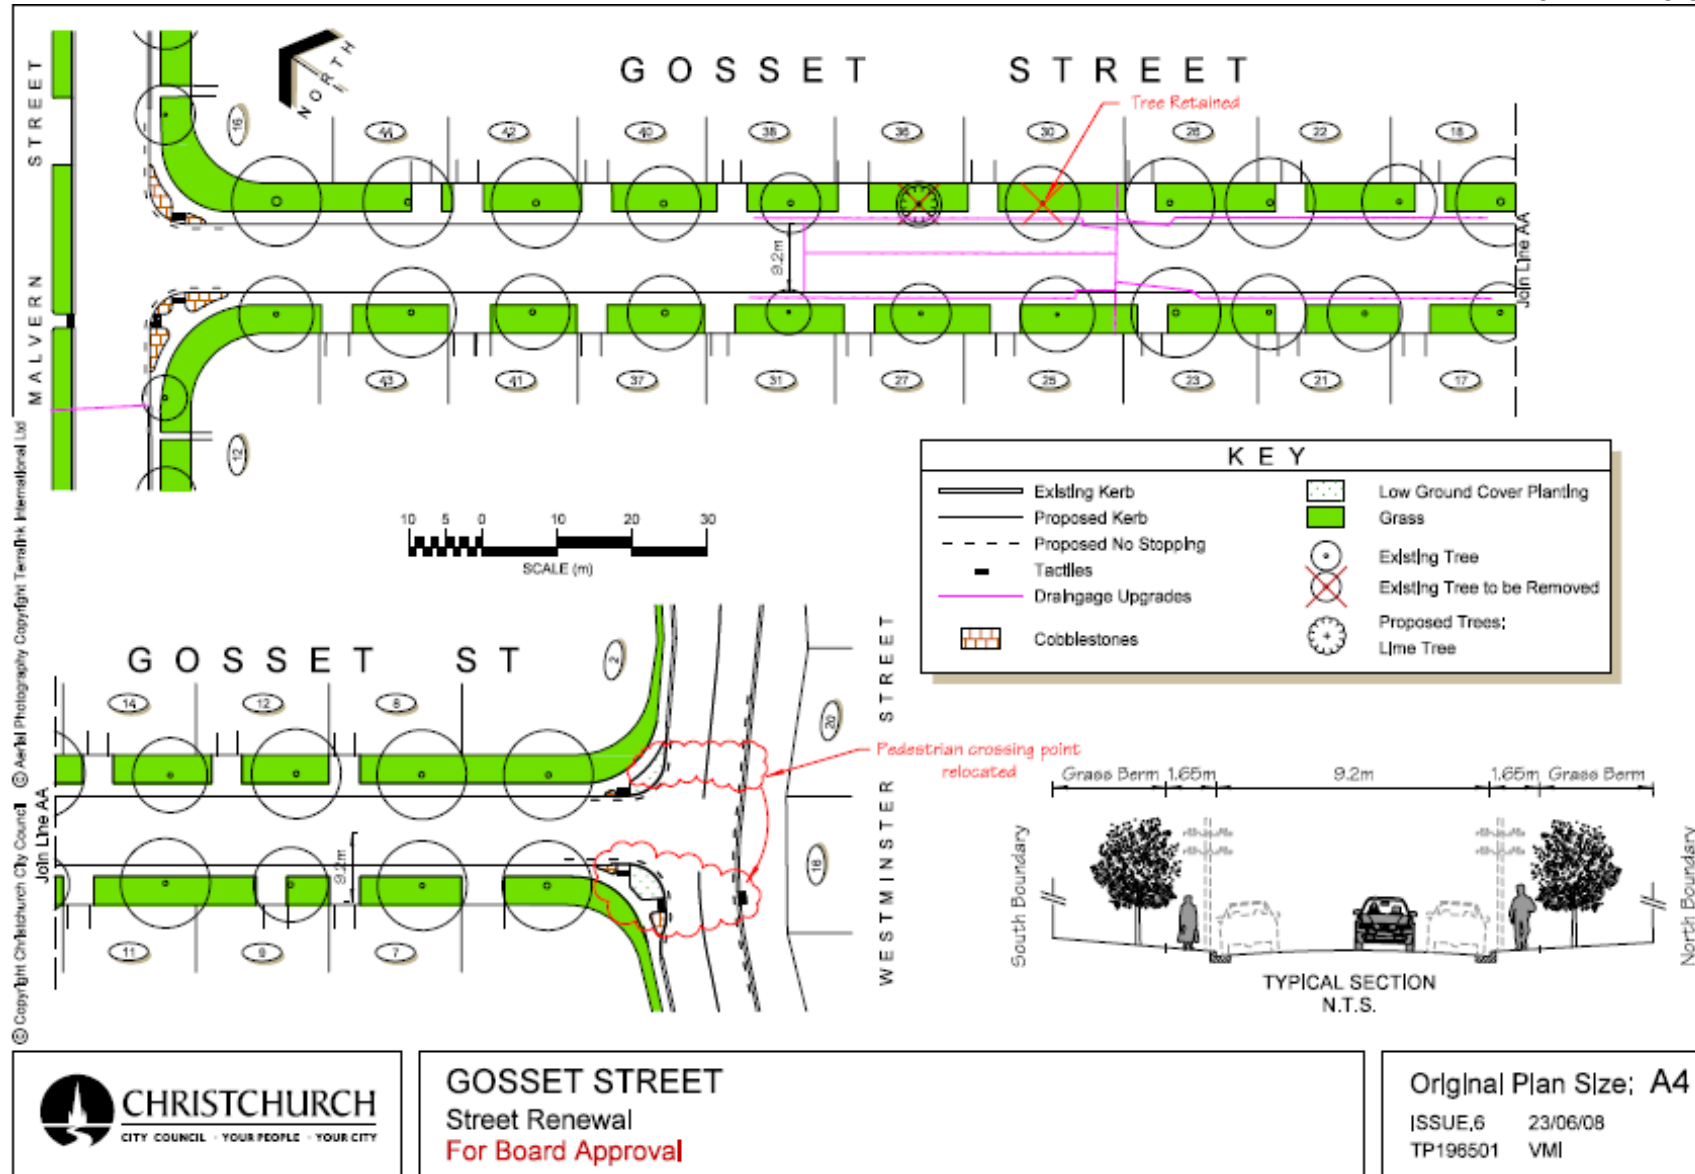 GOSSET STREET
NORTH
MALVERN STREET
Tree Retained
16
44
42
40
38
36
30
26
22
18
9.2m
Join Line AA
43
41
37
31
27
25
23
21
17
12
KEY
Existing Kerb
Proposed Kerb
Proposed No Stopping
Tactiles
Draingage Upgrades
Cobblestones
Low Ground Cover Planting
Grass
Existing Tree
Existing Tree to be Removed
Proposed Trees:
Lime Tree
10 5 0 10 20 30
SCALE (m)
GOSSET ST
2
14
12
8
20
18
Join Line AA
9.2m
11
9
7
WESTMINSTER STREET
Pedestrian crossing point
relocated
Grass Berm 1.65m 9.2m 1.65m Grass Berm
South Boundary
North Boundary
TYPICAL SECTION
N.T.S.
© Copyright Christchurch City Council © Aerial Photography Copyright Terralink International Ltd
CHRISTCHURCH
CITY COUNCIL · YOUR PEOPLE · YOUR CITY
GOSSET STREET
Street Renewal
For Board Approval
Original Plan Size: A4
ISSUE.6 23/06/08
TP196501 VMI